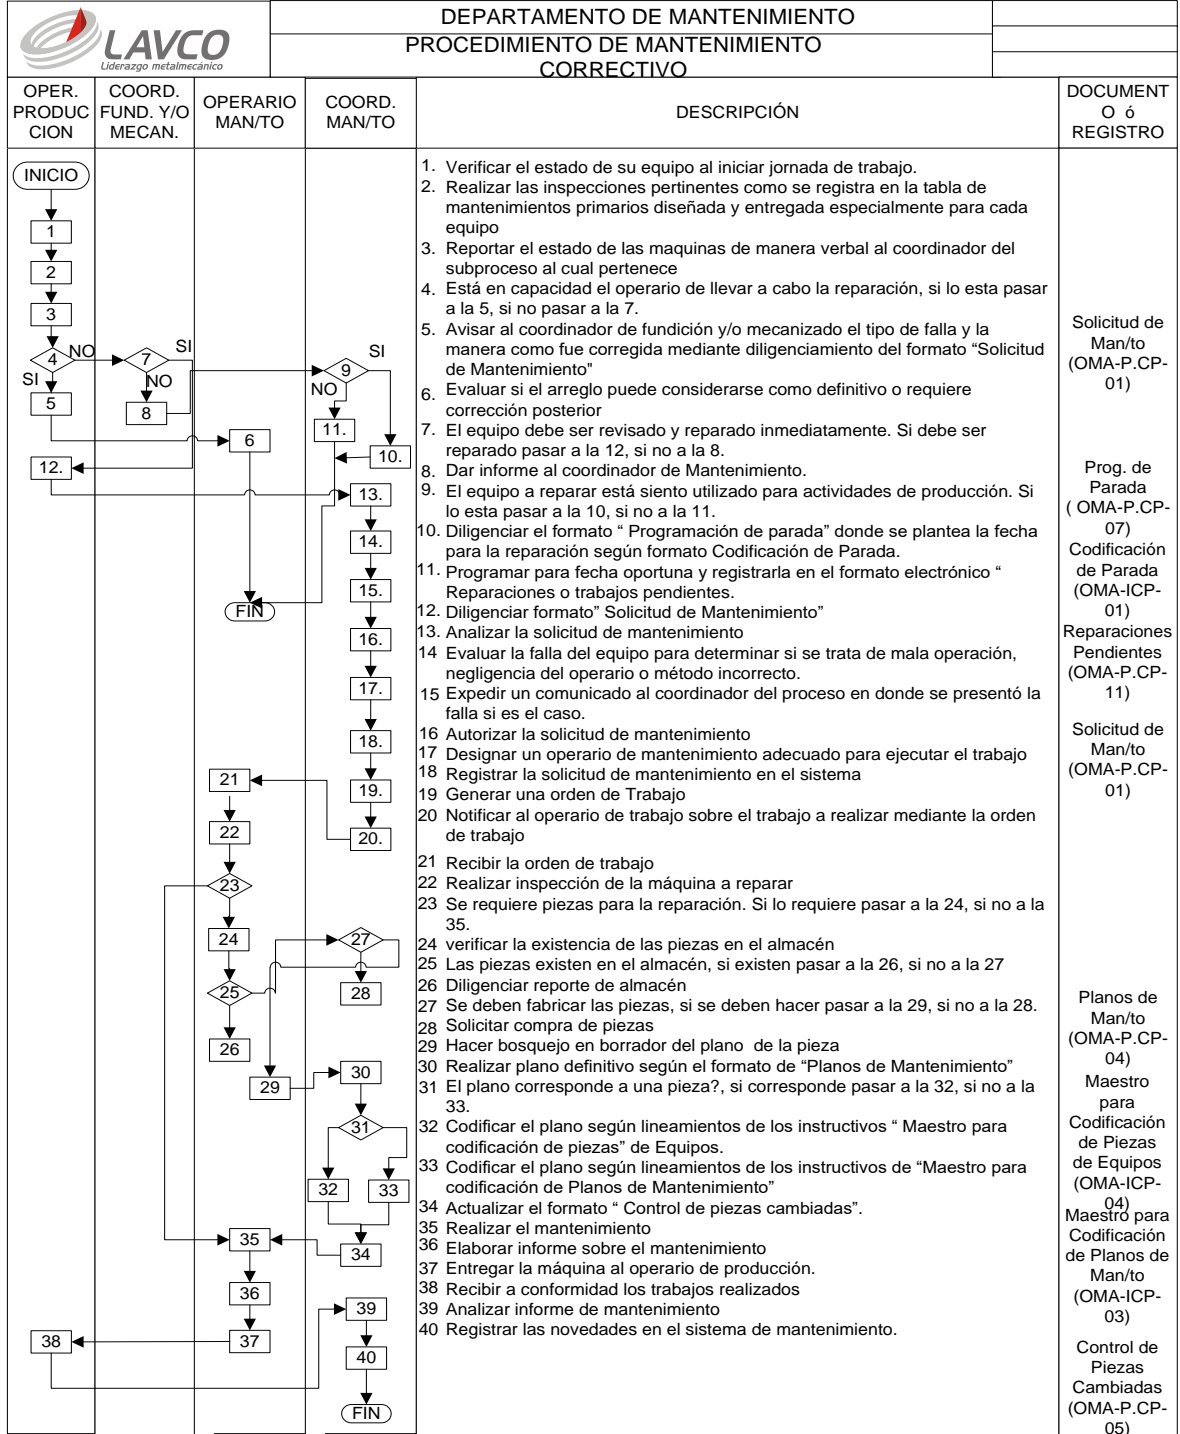 LAVCO
Liderazgo metalmecánico
DEPARTAMENTO DE MANTENIMIENTO
PROCEDIMIENTO DE MANTENIMIENTO
CORRECTIVO
OPER.
PRODUC
CION
COORD.
FUND. Y/O
MECAN.
OPERARIO
MAN/TO
COORD.
MAN/TO
DESCRIPCIÓN
DOCUMENT
O ó
REGISTRO
INICIO
1
2
3
4
NO
SI
5
7
SI
NO
8
9
SI
NO
11.
10.
6
12.
13.
14.
15.
FIN
16.
17.
18.
19.
20.
21
22
23
24
25
26
27
28
29
30
31
32
33
34
35
36
37
38
39
40
FIN
1. Verificar el estado de su equipo al iniciar jornada de trabajo.
2. Realizar las inspecciones pertinentes como se registra en la tabla de
mantenimientos primarios diseñada y entregada especialmente para cada
equipo
3. Reportar el estado de las maquinas de manera verbal al coordinador del
subproceso al cual pertenece
4. Está en capacidad el operario de llevar a cabo la reparación, si lo esta pasar
a la 5, si no pasar a la 7.
5. Avisar al coordinador de fundición y/o mecanizado el tipo de falla y la
manera como fue corregida mediante diligenciamiento del formato “Solicitud
de Mantenimiento"
6. Evaluar si el arreglo puede considerarse como definitivo o requiere
corrección posterior
7. El equipo debe ser revisado y reparado inmediatamente. Si debe ser
reparado pasar a la 12, si no a la 8.
8. Dar informe al coordinador de Mantenimiento.
9. El equipo a reparar está siento utilizado para actividades de producción. Si
lo esta pasar a la 10, si no a la 11.
10. Diligenciar el formato “ Programación de parada” donde se plantea la fecha
para la reparación según formato Codificación de Parada.
11. Programar para fecha oportuna y registrarla en el formato electrónico “
Reparaciones o trabajos pendientes.
12. Diligenciar formato” Solicitud de Mantenimiento”
13. Analizar la solicitud de mantenimiento
14 Evaluar la falla del equipo para determinar si se trata de mala operación,
negligencia del operario o método incorrecto.
15 Expedir un comunicado al coordinador del proceso en donde se presentó la
falla si es el caso.
16 Autorizar la solicitud de mantenimiento
17 Designar un operario de mantenimiento adecuado para ejecutar el trabajo
18 Registrar la solicitud de mantenimiento en el sistema
19 Generar una orden de Trabajo
20 Notificar al operario de trabajo sobre el trabajo a realizar mediante la orden
de trabajo
21 Recibir la orden de trabajo
22 Realizar inspección de la máquina a reparar
23 Se requiere piezas para la reparación. Si lo requiere pasar a la 24, si no a la
35.
24 verificar la existencia de las piezas en el almacén
25 Las piezas existen en el almacén, si existen pasar a la 26, si no a la 27
26 Diligenciar reporte de almacén
27 Se deben fabricar las piezas, si se deben hacer pasar a la 29, si no a la 28.
28 Solicitar compra de piezas
29 Hacer bosquejo en borrador del plano de la pieza
30 Realizar plano definitivo según el formato de “Planos de Mantenimiento”
31 El plano corresponde a una pieza?, si corresponde pasar a la 32, si no a la
33.
32 Codificar el plano según lineamientos de los instructivos “ Maestro para
codificación de piezas” de Equipos.
33 Codificar el plano según lineamientos de los instructivos de “Maestro para
codificación de Planos de Mantenimiento”
34 Actualizar el formato “ Control de piezas cambiadas”.
35 Realizar el mantenimiento
36 Elaborar informe sobre el mantenimiento
37 Entregar la máquina al operario de producción.
38 Recibir a conformidad los trabajos realizados
39 Analizar informe de mantenimiento
40 Registrar las novedades en el sistema de mantenimiento.
Solicitud de
Man/to
(OMA-P.CP-
01)
Prog. de
Parada
( OMA-P.CP-
07)
Codificación
de Parada
(OMA-ICP-
01)
Reparaciones
Pendientes
(OMA-P.CP-
11)
Solicitud de
Man/to
(OMA-P.CP-
01)
Planos de
Man/to
(OMA-P.CP-
04)
Maestro
para
Codificación
de Piezas
de Equipos
(OMA-ICP-
04)
Maestro para
Codificación
de Planos de
Man/to
(OMA-ICP-
03)
Control de
Piezas
Cambiadas
(OMA-P.CP-
05)